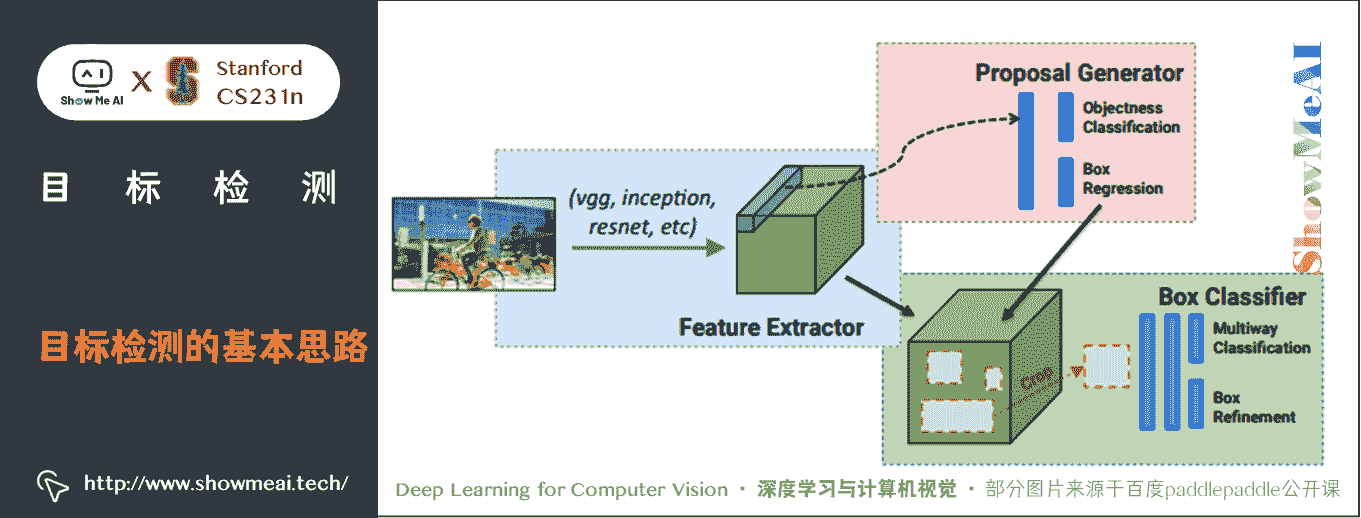 Show Me AI
X
Stanford
CS231n
目标检测
目标检测的基本思路
http://www.showmeai.tech/
(vgg, inception,
resnet, etc)
Feature Extractor
Proposal Generator
Objectness
Classification
Box
Regression
Box Classifier
Multiway
Classification
Box
Refinement
Crop
ShowMeAI
Deep Learning for Computer Vision · 深度学习与计算机视觉 · 部分图片来源于百度paddlepaddle公开课